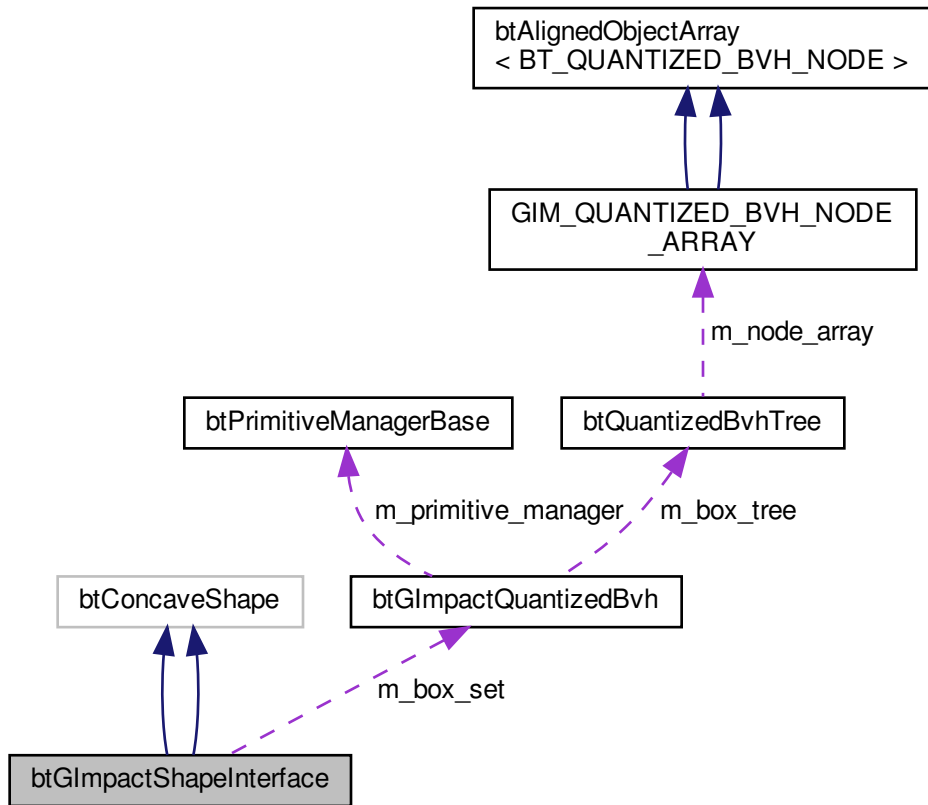 btAlignedObjectArray
< BT_QUANTIZED_BVH_NODE >
GIM_QUANTIZED_BVH_NODE
_ARRAY
m_node_array
btPrimitiveManagerBase
btQuantizedBvhTree
m_primitive_manager
m_box_tree
btConcaveShape
btGImpactQuantizedBvh
m_box_set
btGImpactShapeInterface